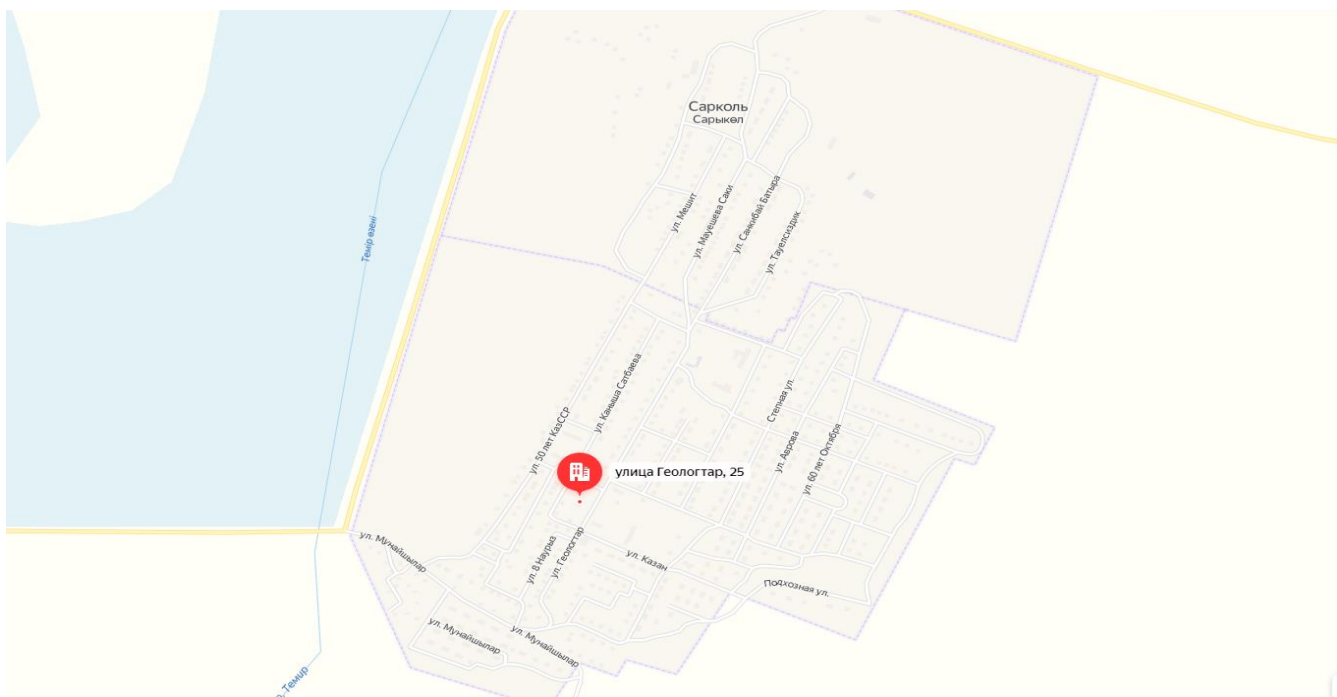 Сарколь
Сарыкөл
Темір өзені
ул. Мешит
ул. Мауешева Саки
ул. Санкибай Батыра
ул. Тауелсиздик
ул. 50 лет КазССР
ул. Каныша Сатбаева
Степная ул.
ул. Аврова
ул. 60 лет Октября
улица Геологтар, 25
ул. Мунайшылар
ул. 8 Наурыз
ул. Геологтар
ул. Казан
Подхозная ул.
ул. Мунайшылар
ул. Мунайшылар
-Темир